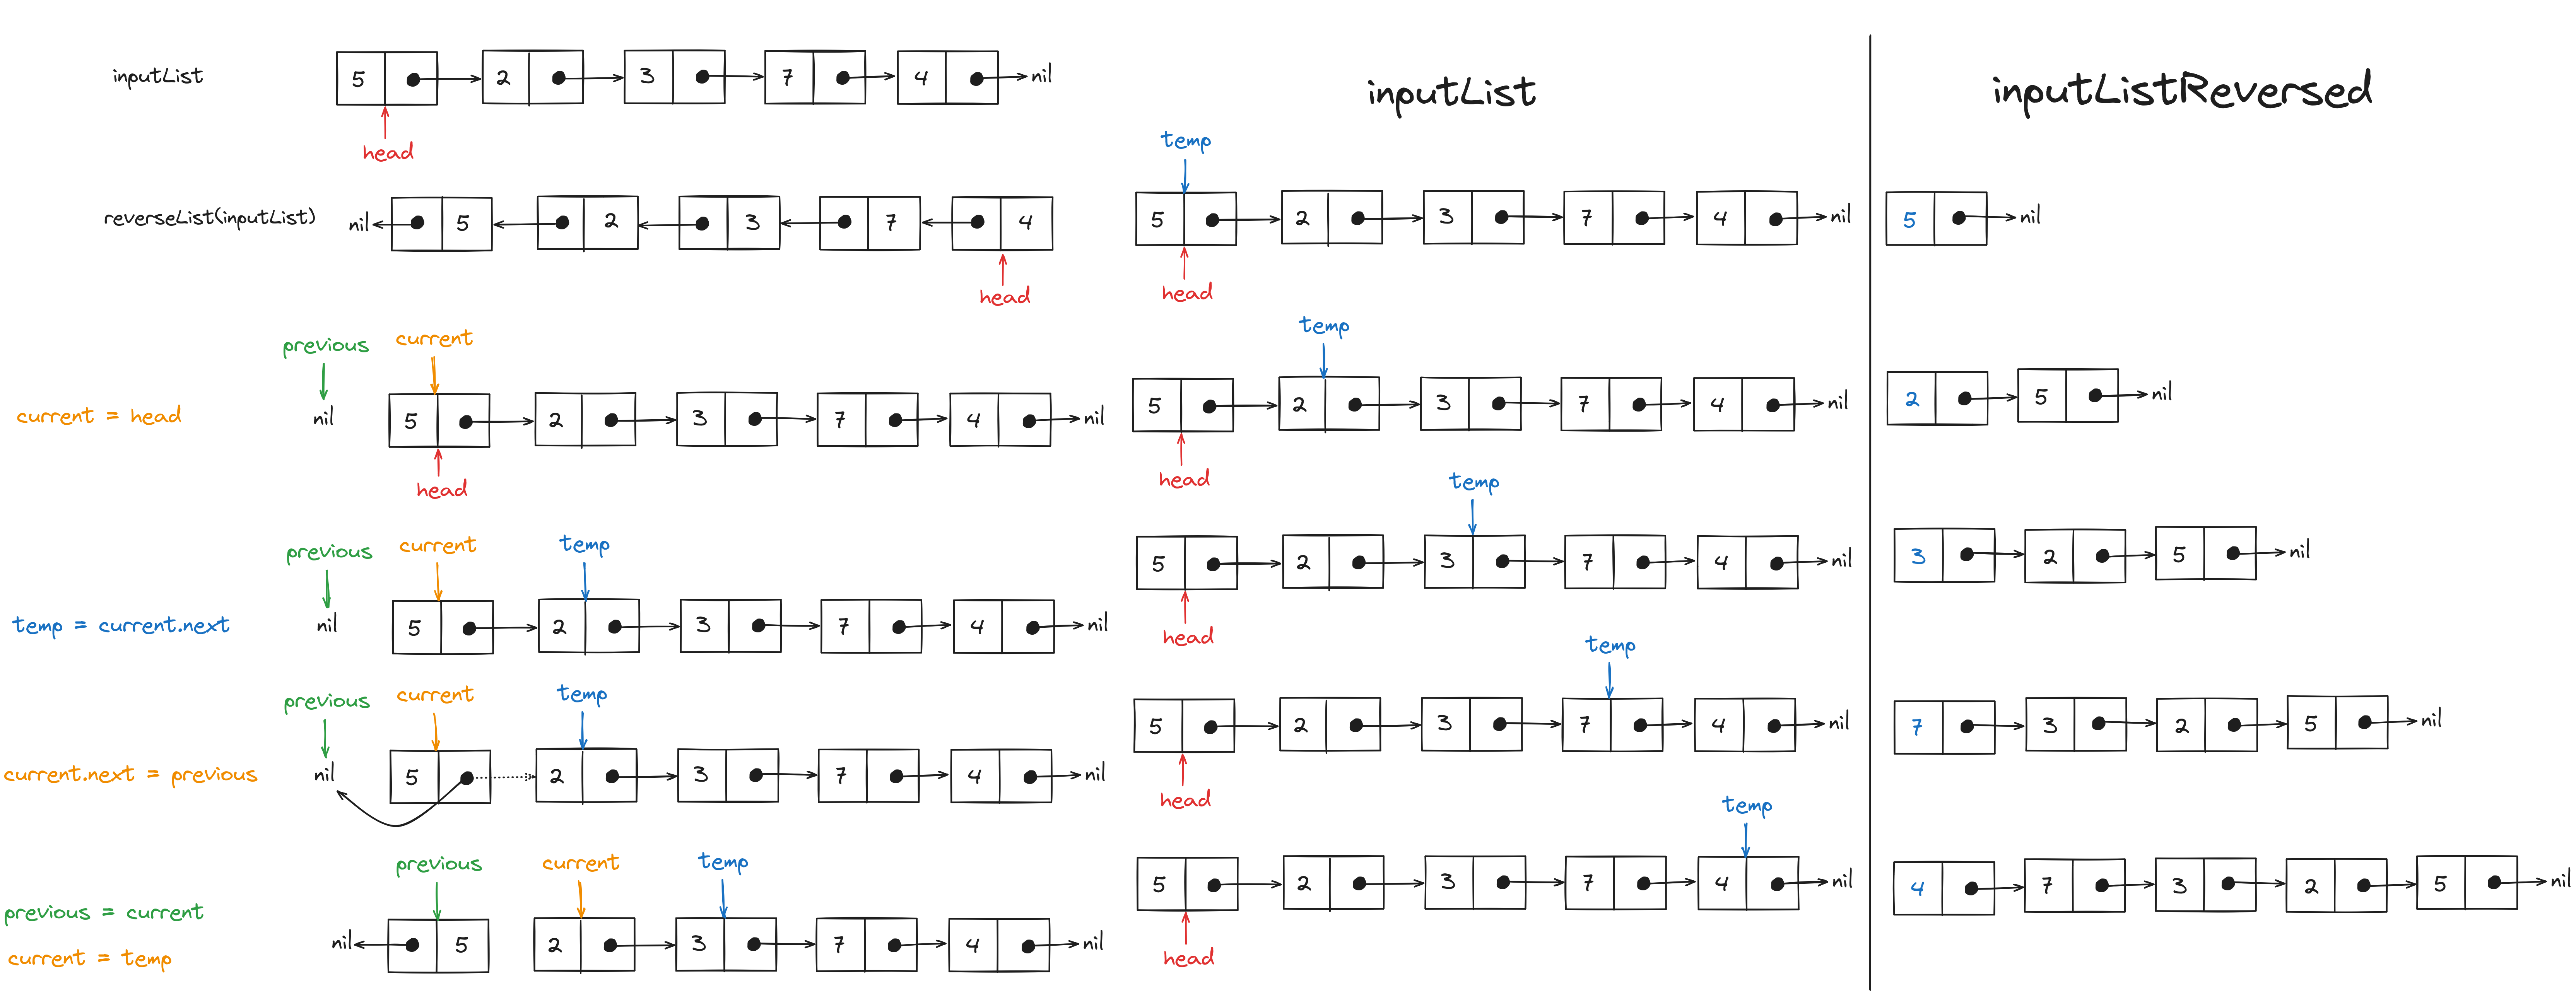 inputList
5 2 3 7 4 nil
head
reverseList(inputList)
nil 5 2 3 7 4
head
previous current
current = head
nil 5 2 3 7 4 nil
head
previous current temp
temp = current.next
nil 5 2 3 7 4 nil
previous current temp
current.next = previous
nil 5 2 3 7 4 nil
previous current temp
previous = current
current = temp
nil 5 2 3 7 4 nil
inputList
temp
5 2 3 7 4 nil
head
temp
5 2 3 7 4 nil
head
temp
5 2 3 7 4 nil
head
temp
5 2 3 7 4 nil
head
temp
5 2 3 7 4 nil
head
inputListReversed
5 nil
2 5 nil
3 2 5 nil
7 3 2 5 nil
4 7 3 2 5 nil